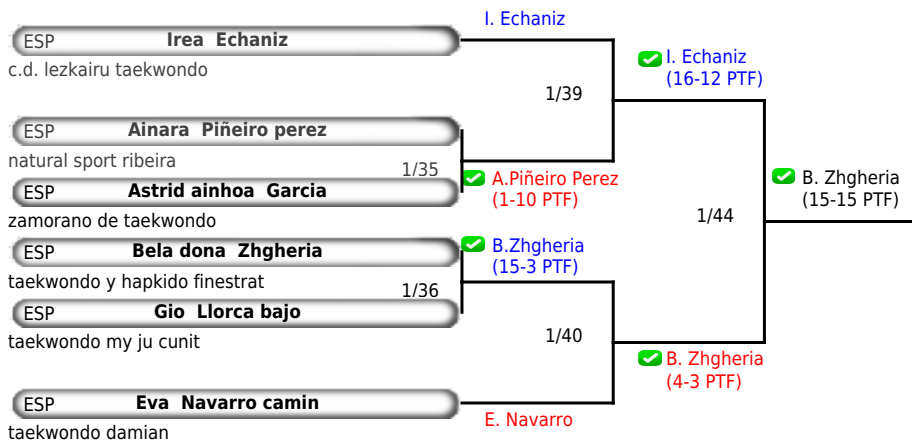 I. Echaniz
ESP Irea Echaniz
c.d. lezkairu taekwondo
I. Echaniz
(16-12 PTF)
1/39
ESP Ainara Piñeiro perez
natural sport ribeira
1/35
A.Piñeiro Perez
(1-10 PTF)
ESP Astrid ainhoa Garcia
zamorano de taekwondo
B. Zhgheria
(15-15 PTF)
1/44
ESP Bela dona Zhgheria
taekwondo y hapkido finestrat
B.Zhgheria
(15-3 PTF)
1/36
ESP Gio Llorca bajo
taekwondo my ju cunit
1/40
B. Zhgheria
(4-3 PTF)
ESP Eva Navarro camin
taekwondo damian
E. Navarro